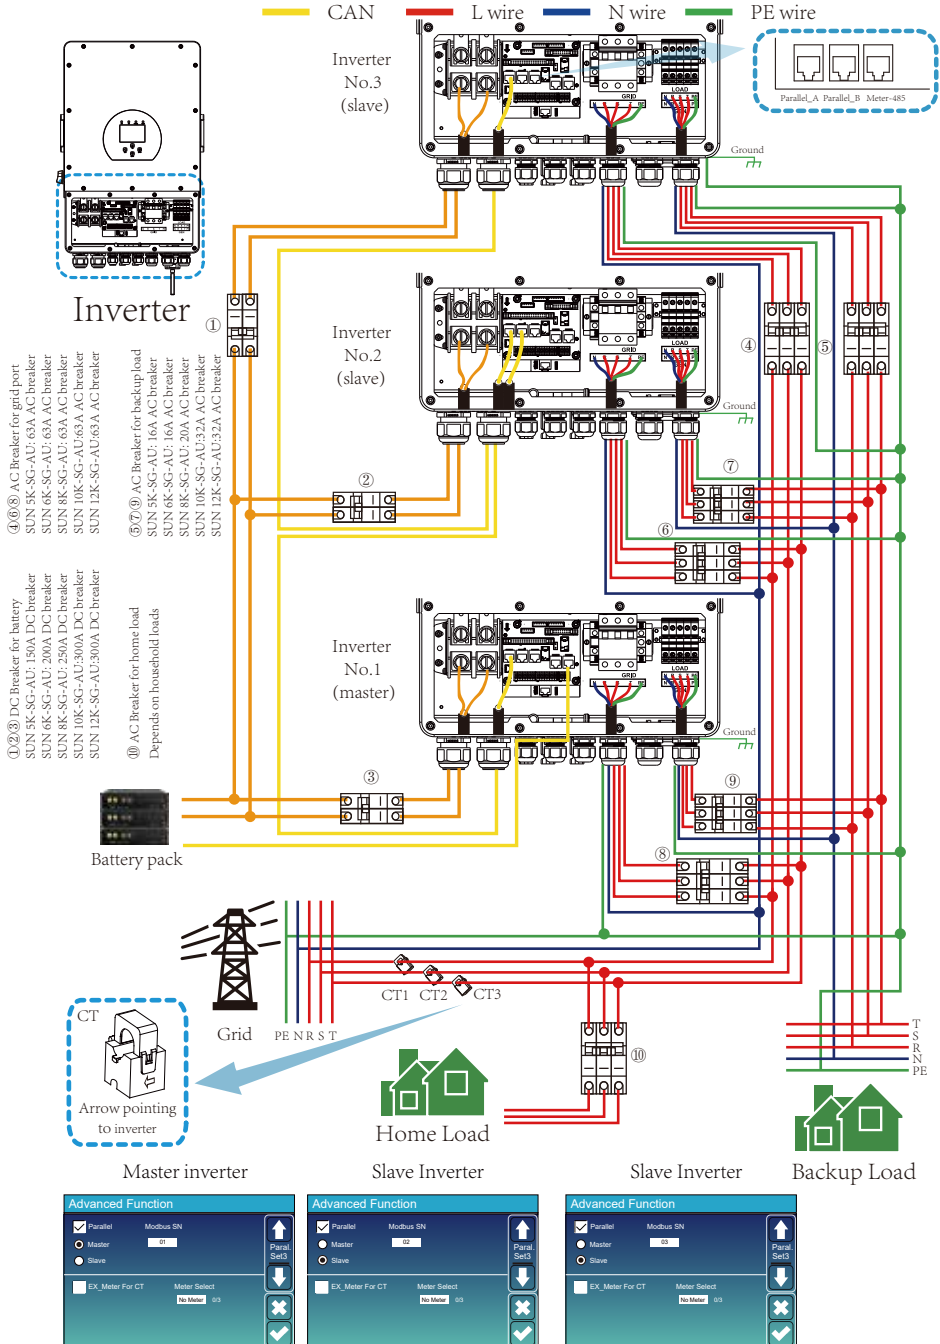 CAN
L wire
N wire
PE wire
Inverter
No.3
(slave)
GRID
LOAD
Parallel_A
Parallel_B
Meter-485
Ground
Inverter
①
Inverter
No.2
(slave)
GRID
LOAD
Ground
④
⑤
②
⑦
⑥
④⑥⑧ AC Breaker for grid port
SUN 5K-SG-AU: 63A AC breaker
SUN 6K-SG-AU: 63A AC breaker
SUN 8K-SG-AU: 63A AC breaker
SUN 10K-SG-AU:63A AC breaker
SUN 12K-SG-AU:63A AC breaker
⑤⑦⑨ AC Breaker for backup load
SUN 5K-SG-AU: 16A AC breaker
SUN 6K-SG-AU: 16A AC breaker
SUN 8K-SG-AU: 20A AC breaker
SUN 10K-SG-AU:32A AC breaker
SUN 12K-SG-AU:32A AC breaker
①②③ DC Breaker for battery
SUN 5K-SG-AU: 150A DC breaker
SUN 6K-SG-AU: 200A DC breaker
SUN 8K-SG-AU: 250A DC breaker
SUN 10K-SG-AU:300A DC breaker
SUN 12K-SG-AU:300A DC breaker
⑩ AC Breaker for home load
Depends on household loads
Inverter
No.1
(master)
GRID
LOAD
Ground
③
⑨
⑧
Battery pack
CT1
CT2
CT3
Grid
PE N R S T
CT
Arrow pointing
to inverter
⑩
Home Load
T
S
R
N
PE
Backup Load
Master inverter
Advanced Function
Parallel
Modbus SN
Master
01
Slave
Paral.
Set3
EX_Meter For CT
Meter Select
No Meter
0/3
Slave Inverter
Advanced Function
Parallel
Modbus SN
Master
02
Slave
Paral.
Set3
EX_Meter For CT
Meter Select
No Meter
0/3
Slave Inverter
Advanced Function
Parallel
Modbus SN
Master
03
Slave
Paral.
Set3
EX_Meter For CT
Meter Select
No Meter
0/3